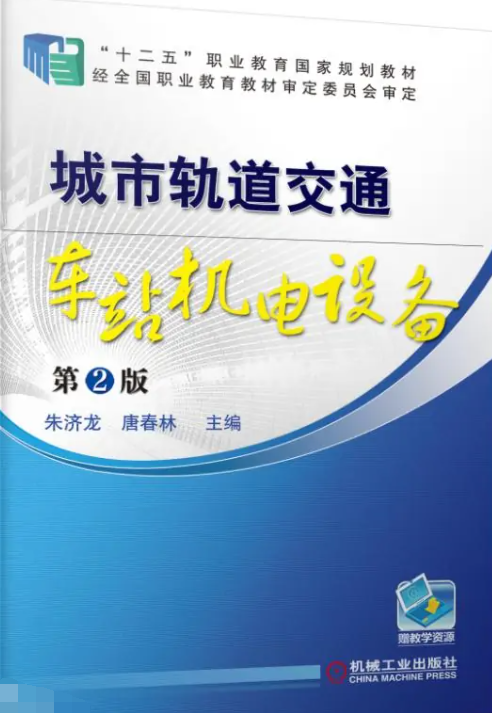 “十二五”职业教育国家规划教材
经全国职业教育教材审定委员会审定
城市轨道交通
车站机电设备
第2版
朱济龙 唐春林 主编
赠教学资源
机械工业出版社
CHINA MACHINE PRESS